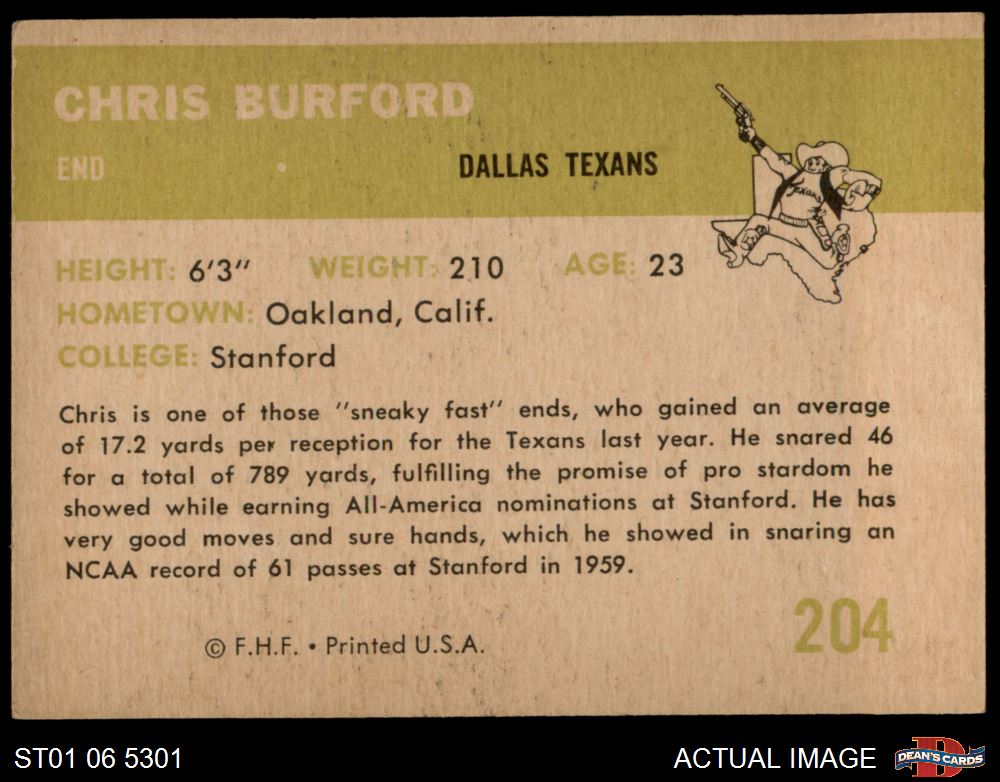 CHRIS BURFORD
END
DALLAS TEXANS
Texans
HEIGHT: 6'3" WEIGHT: 210 AGE: 23
HOMETOWN: Oakland, Calif.
COLLEGE: Stanford
Chris is one of those "sneaky fast" ends, who gained an average
of 17.2 yards per reception for the Texans last year. He snared 46
for a total of 789 yards, fulfilling the promise of pro stardom he
showed while earning All-America nominations at Stanford. He has
very good moves and sure hands, which he showed in snaring an
NCAA record of 61 passes at Stanford in 1959.
204
© F.H.F. • Printed U.S.A.
ST01 06 5301
ACTUAL IMAGE
D
DEAN'S CARDS